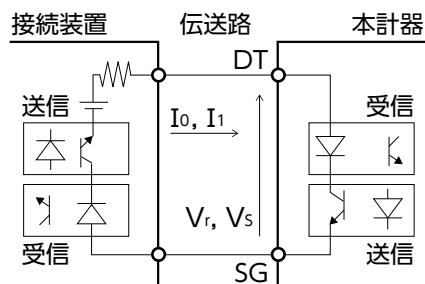 接続装置 伝送路 本計器
DT
送信 受信
I0, I1
Vr, Vs
受信 送信
SG